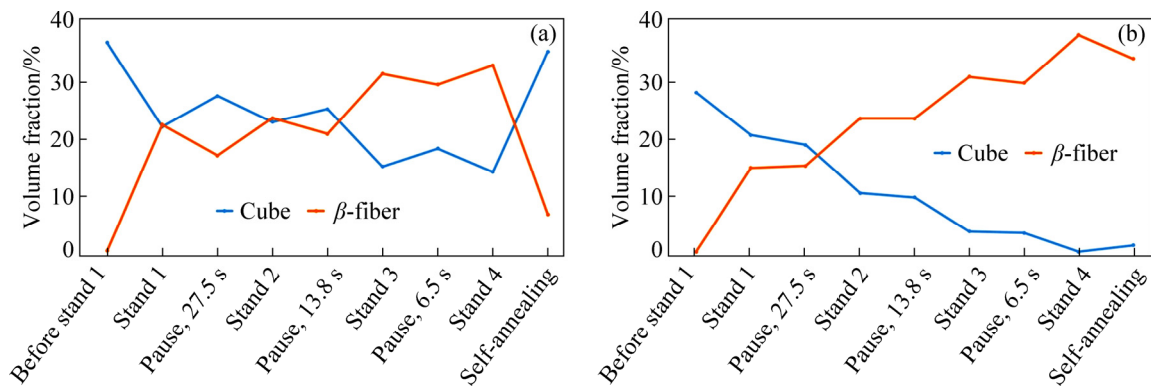 40
30
20
10
0
Volume fraction/%
(a)
Cube
β-fiber
Before stand 1
Stand 1
Pause, 27.5 s
Stand 2
Pause, 13.8 s
Stand 3
Pause, 6.5 s
Stand 4
Self-annealing
40
30
20
10
0
Volume fraction/%
(b)
Cube
β-fiber
Before stand 1
Stand 1
Pause, 27.5 s
Stand 2
Pause, 13.8 s
Stand 3
Pause, 6.5 s
Stand 4
Self-annealing